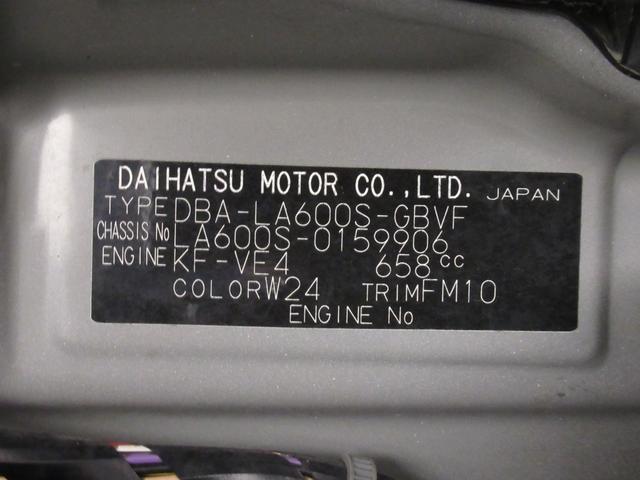 DAIHATSU MOTOR CO.,LTD. JAPAN
TYPE DBA-LA600S-GBVF
CHASSIS No LA600S-0159906
ENGINE KF-VE4 658cc
COLOR W24 TRIM FM10
ENGINE No